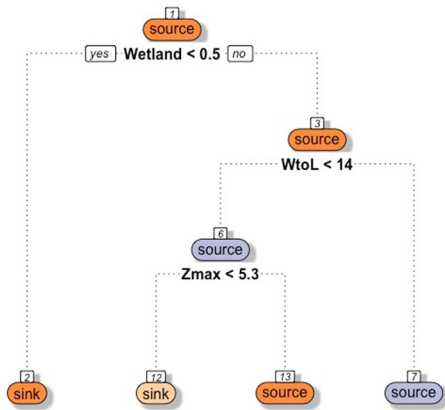 1
source
yes Wetland < 0.5 no
3
source
WtoL < 14
6
source
Zmax < 5.3
2 12 13 7
sink sink source source